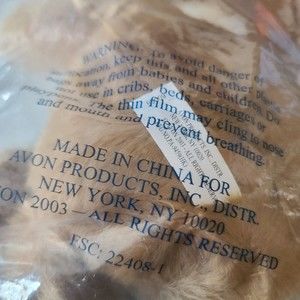 WARNING: To avoid danger of
suffocation, keep this and all other plastic
bags away from babies and children. Do
not use in cribs, beds, carriages or
playpens. The thin film may cling to nose
and mouth and prevent breathing.
MADE IN CHINA FOR
AVON PRODUCTS, INC. DISTR.
NEW YORK, NY 10020
ON 2003 — ALL RIGHTS RESERVED
FSC: 22408-1